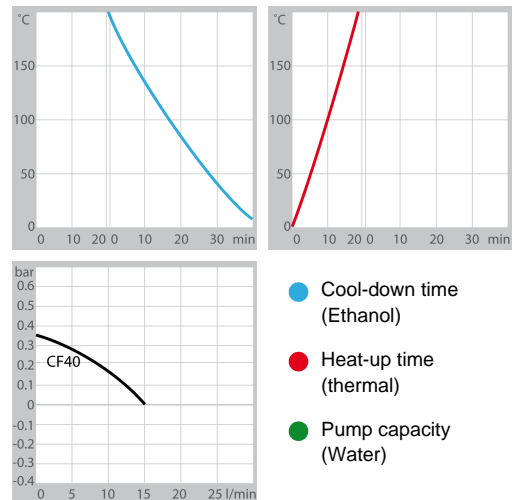 °C
150
100
50
0
0 10 20 0 10 20 30 min
°C
150
100
50
0
0 10 20 0 10 20 30 min
bar
0.6
0.5
0.4
0.3
0.2
0.1
0
-0.1
-0.2
-0.3
-0.4
CF40
0 5 10 15 20 25 l/min
Cool-down time
(Ethanol)
Heat-up time
(thermal)
Pump capacity
(Water)